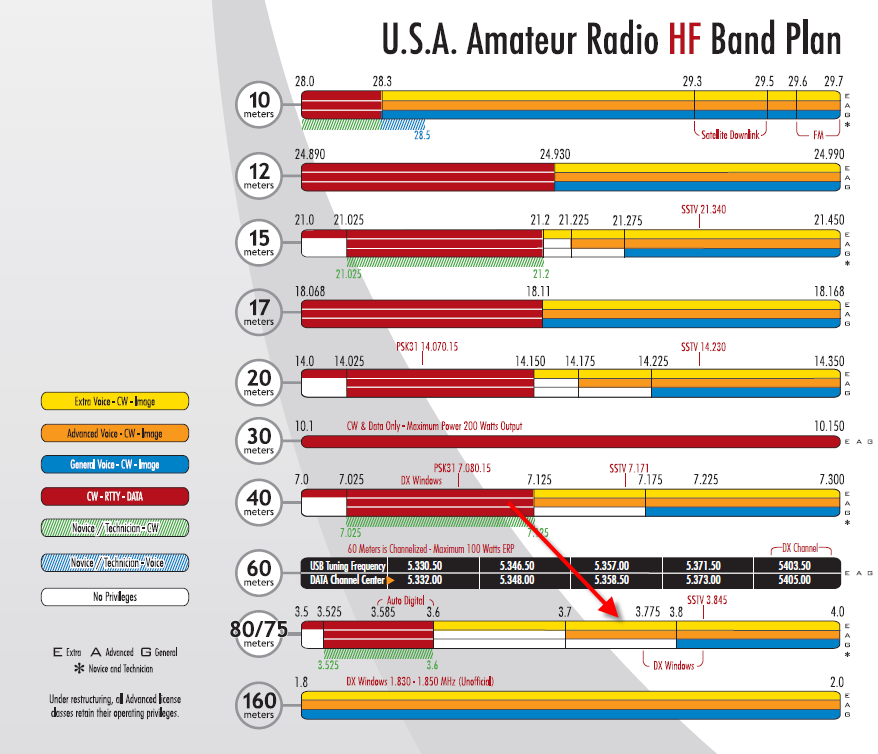 U.S.A. Amateur Radio HF Band Plan
28.0 28.3 29.3 29.5 29.6 29.7
10 meters
E
A
G
*
28.5
Satellite Downlink
FM
24.890 24.930 24.990
12 meters
E
A
G
SSTV 21.340
21.0 21.025 21.2 21.225 21.275 21.450
15 meters
E
A
G
*
21.025 21.2
18.068 18.11 18.168
17 meters
E
A
G
PSK31 14.070.15 SSTV 14.230
14.0 14.025 14.150 14.175 14.225 14.350
20 meters
E
A
G
10.1 CW & Data Only - Maximum Power 200 Watts Output 10.150
30 meters
E A G
PSK31 7.080.15 SSTV 7.171
DX Windows
7.0 7.025 7.125 7.175 7.225 7.300
40 meters
E
A
G
*
7.025
60 Meters is Channelized - Maximum 100 Watts ERP DX Channel
60 meters
USB Tuning Frequency 5.330.50 5.346.50 5.357.00 5.371.50 5403.50
DATA Channel Center 5.332.00 5.348.00 5.358.50 5.373.00 5405.00
E A G
Auto Digital SSTV 3.845
3.5 3.525 3.585 3.6 3.7 3.775 3.8 4.0
80/75 meters
E
A
G
*
3.525 3.6
DX Windows
1.8 DX Windows 1.830 - 1.850 MHz (Unofficial) 2.0
160 meters
E
A
G
Extra Voice - CW - Image
Advanced Voice - CW - Image
General Voice - CW - Image
CW - RTTY - DATA
Novice / Technician - CW
Novice / Technician - Voice
No Privileges
E Extra A Advanced G General
* Novice and Technician
Under restructuring, all Advanced license
classes retain their operating privileges.